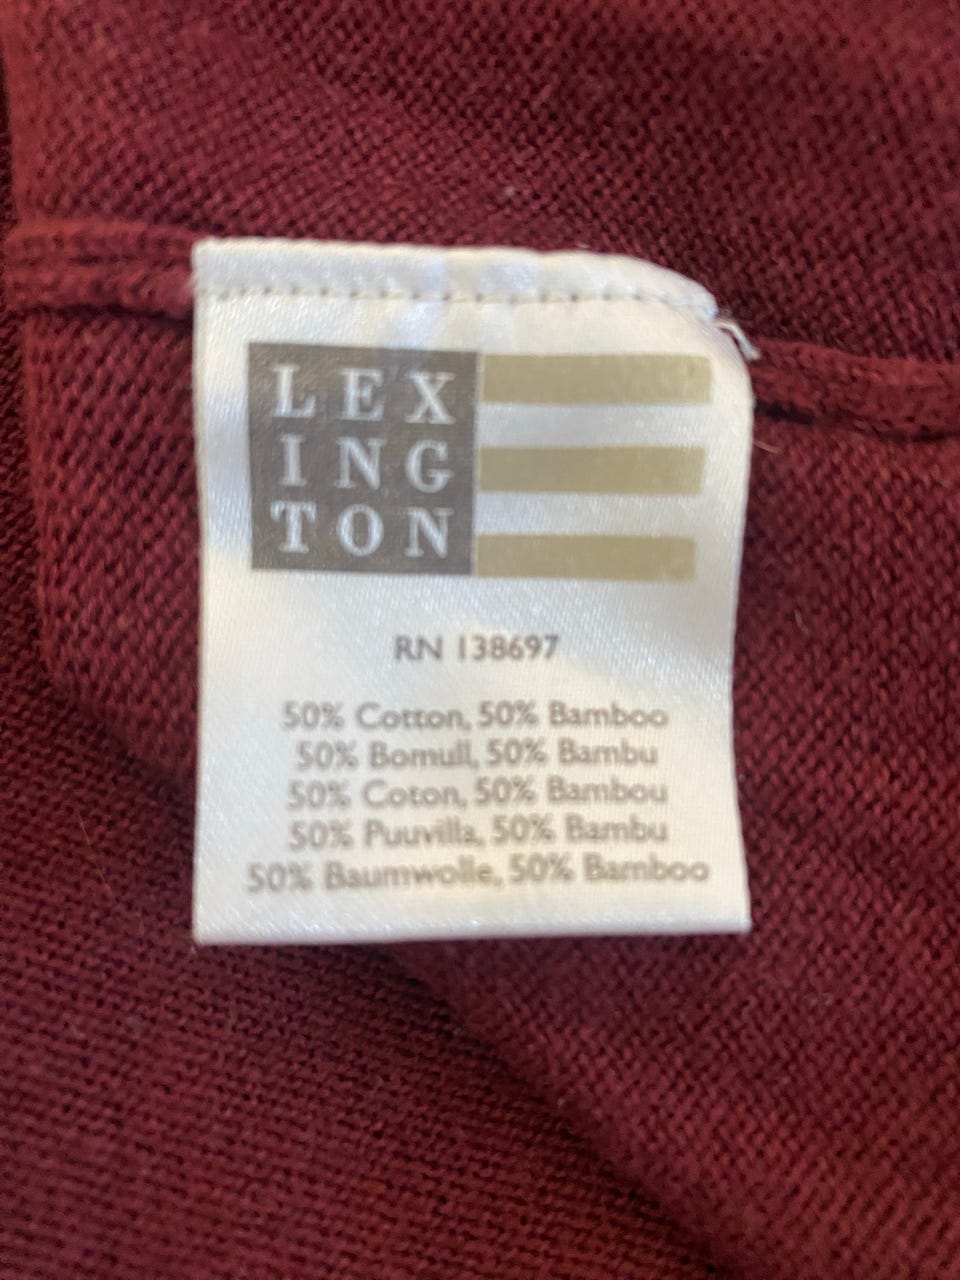 LEX
ING
TON
RN 138697
50% Cotton, 50% Bamboo
50% Bomull, 50% Bambu
50% Coton, 50% Bambou
50% Puuvilla, 50% Bambu
50% Baumwolle, 50% Bamboo